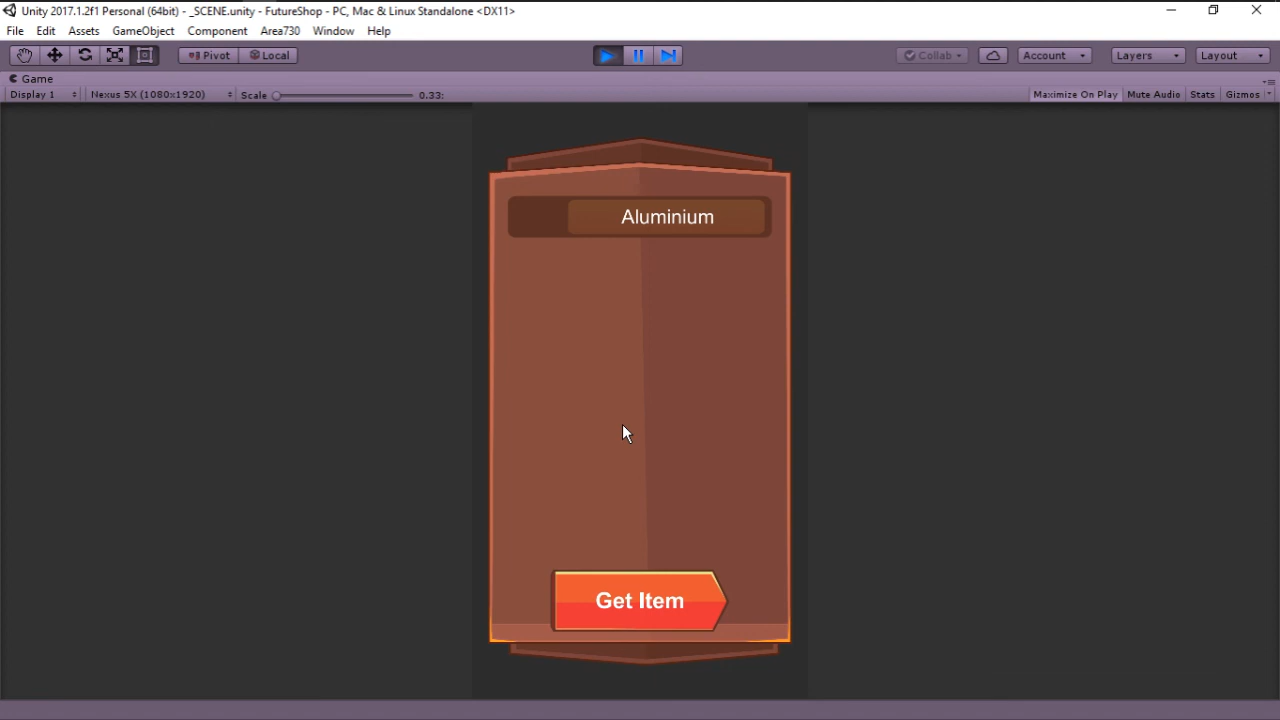 Unity 2017.1.2f1 Personal (64bit) - _SCENE.unity - FutureShop - PC, Mac & Linux Standalone <DX11>
File Edit Assets GameObject Component Area730 Window Help
Pivot Local Collab Account Layers Layout
Game
Display 1 Nexus 5X (1080x1920) Scale 0.33: Maximize On Play Mute Audio Stats Gizmos
Aluminium
Get Item